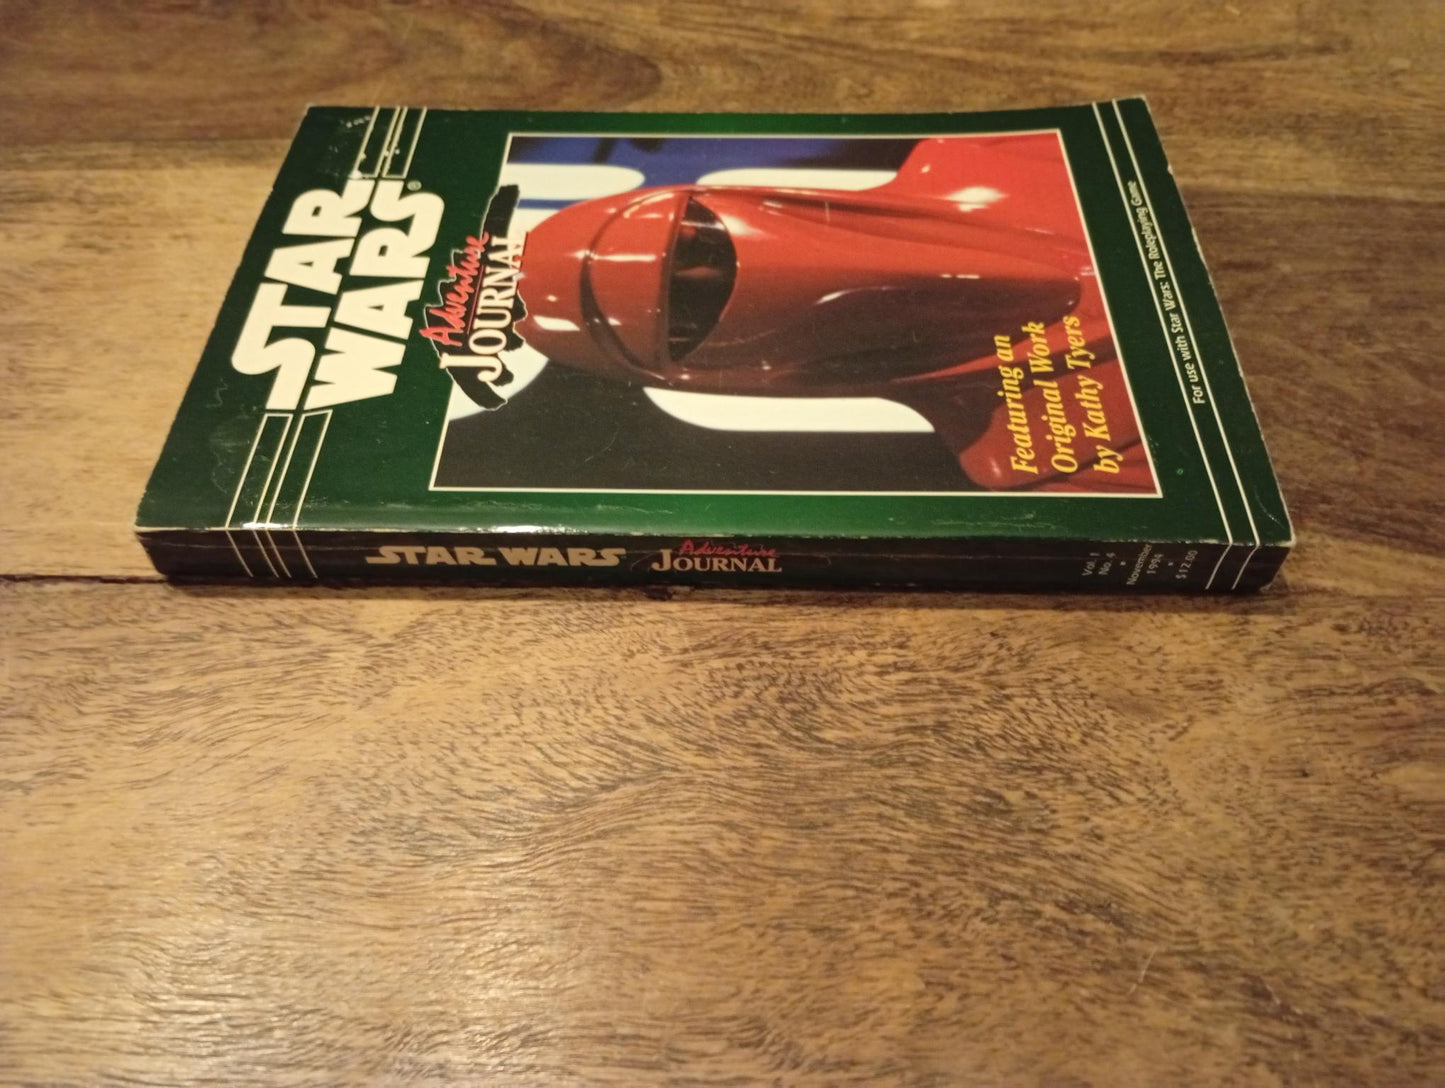 STAR
WARS®
Adventure
JOURNAL
Featuring an
Original Work
by Kathy Tyers
For use with Star Wars: The Roleplaying Game
STAR WARS Adventure JOURNAL
Vol. 1
No. 4
•
November
1994
•
$12.00